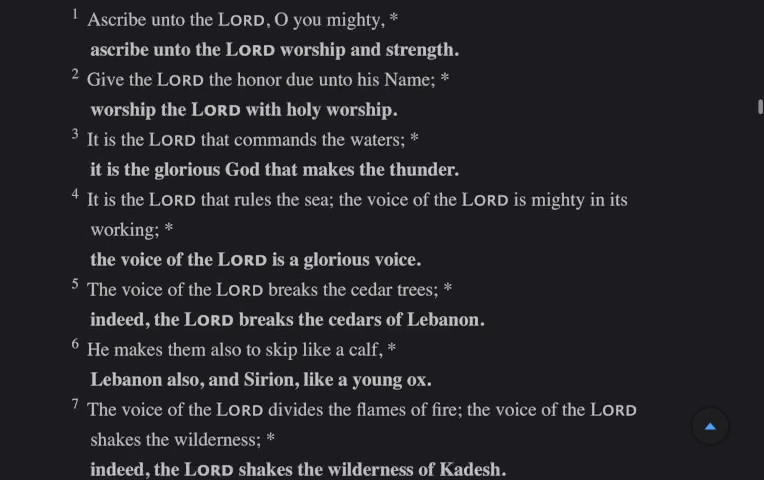 1 Ascribe unto the LORD, O you mighty, *
ascribe unto the LORD worship and strength.
2 Give the LORD the honor due unto his Name; *
worship the LORD with holy worship.
3 It is the LORD that commands the waters; *
it is the glorious God that makes the thunder.
4 It is the LORD that rules the sea; the voice of the LORD is mighty in its
working; *
the voice of the LORD is a glorious voice.
5 The voice of the LORD breaks the cedar trees; *
indeed, the LORD breaks the cedars of Lebanon.
6 He makes them also to skip like a calf, *
Lebanon also, and Sirion, like a young ox.
7 The voice of the LORD divides the flames of fire; the voice of the LORD
shakes the wilderness; *
indeed, the LORD shakes the wilderness of Kadesh.